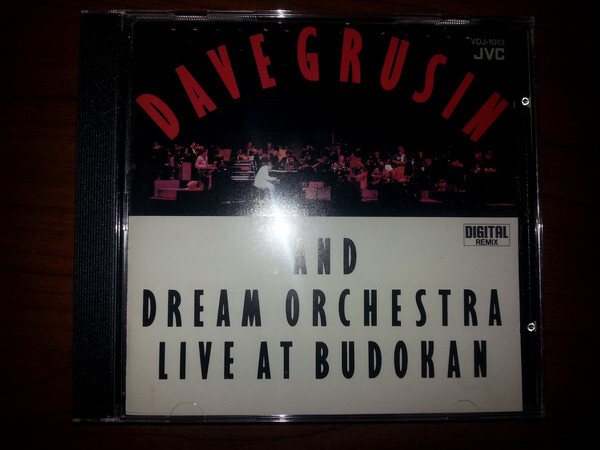 VDJ-1013
JVC
DAVE GRUSIN
DIGITAL
REMIX
AND
DREAM ORCHESTRA
LIVE AT BUDOKAN